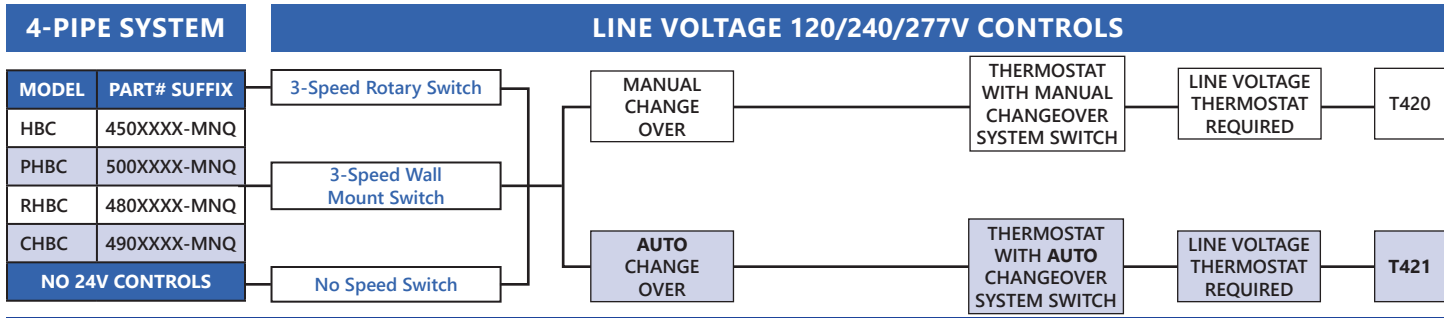 4-PIPE SYSTEM
LINE VOLTAGE 120/240/277V CONTROLS
MODEL PART# SUFFIX
HBC 450XXXX-MNQ
PHBC 500XXXX-MNQ
RHBC 480XXXX-MNQ
CHBC 490XXXX-MNQ
NO 24V CONTROLS
3-Speed Rotary Switch
3-Speed Wall
Mount Switch
No Speed Switch
MANUAL
CHANGE
OVER
THERMOSTAT
WITH MANUAL
CHANGEOVER
SYSTEM SWITCH
LINE VOLTAGE
THERMOSTAT
REQUIRED
T420
AUTO
CHANGE
OVER
THERMOSTAT
WITH AUTO
CHANGEOVER
SYSTEM SWITCH
LINE VOLTAGE
THERMOSTAT
REQUIRED
T421